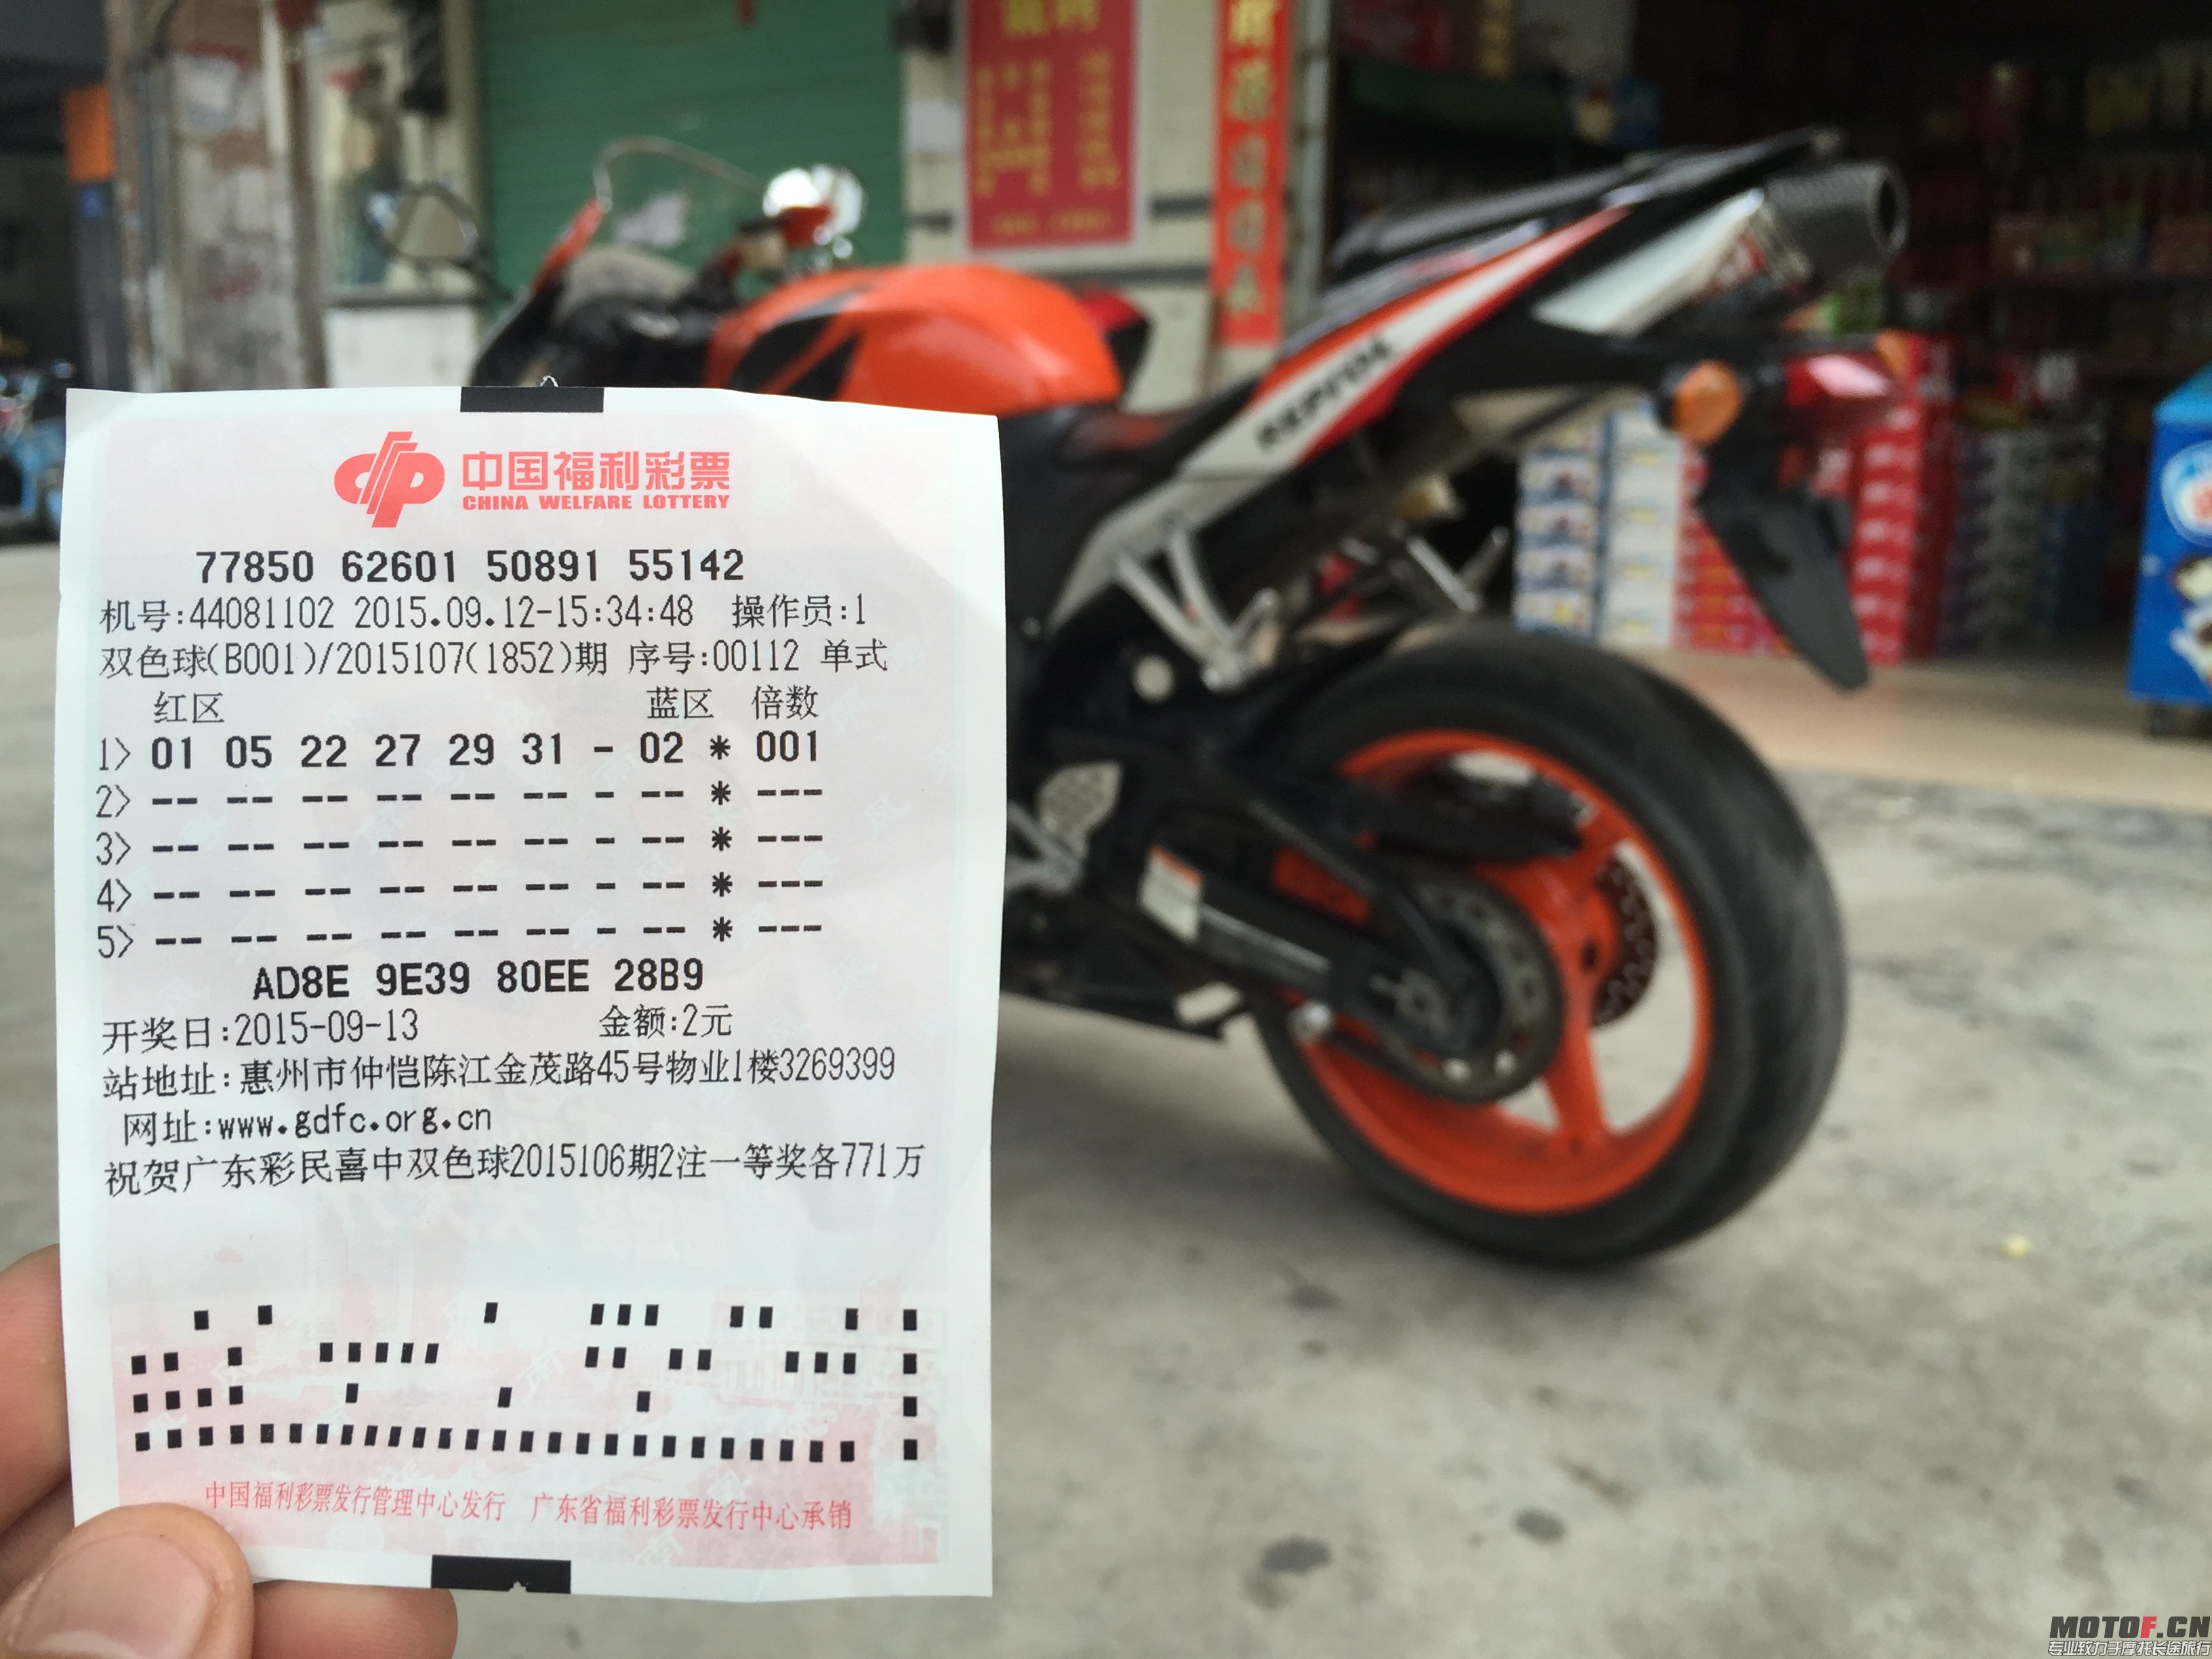 中国福利彩票
CHINA WELFARE LOTTERY
77850 62601 50891 55142
机号:44081102 2015.09.12-15:34:48 操作员:1
双色球(B001)/2015107(1852)期 序号:00112 单式
红区 蓝区 倍数
1> 01 05 22 27 29 31 - 02 * 001
2> -- -- -- -- -- -- - -- * ---
3> -- -- -- -- -- -- - -- * ---
4> -- -- -- -- -- -- - -- * ---
5> -- -- -- -- -- -- - -- * ---
AD8E 9E39 80EE 28B9
开奖日:2015-09-13 金额:2元
站地址:惠州市仲恺陈江金茂路45号物业1楼3269399
网址:www.gdfc.org.cn
祝贺广东彩民喜中双色球2015106期2注一等奖各771万
中国福利彩票发行管理中心发行 广东省福利彩票发行中心承销
REPSOL
MOTOF.CN
专业致力于摩托长途旅行